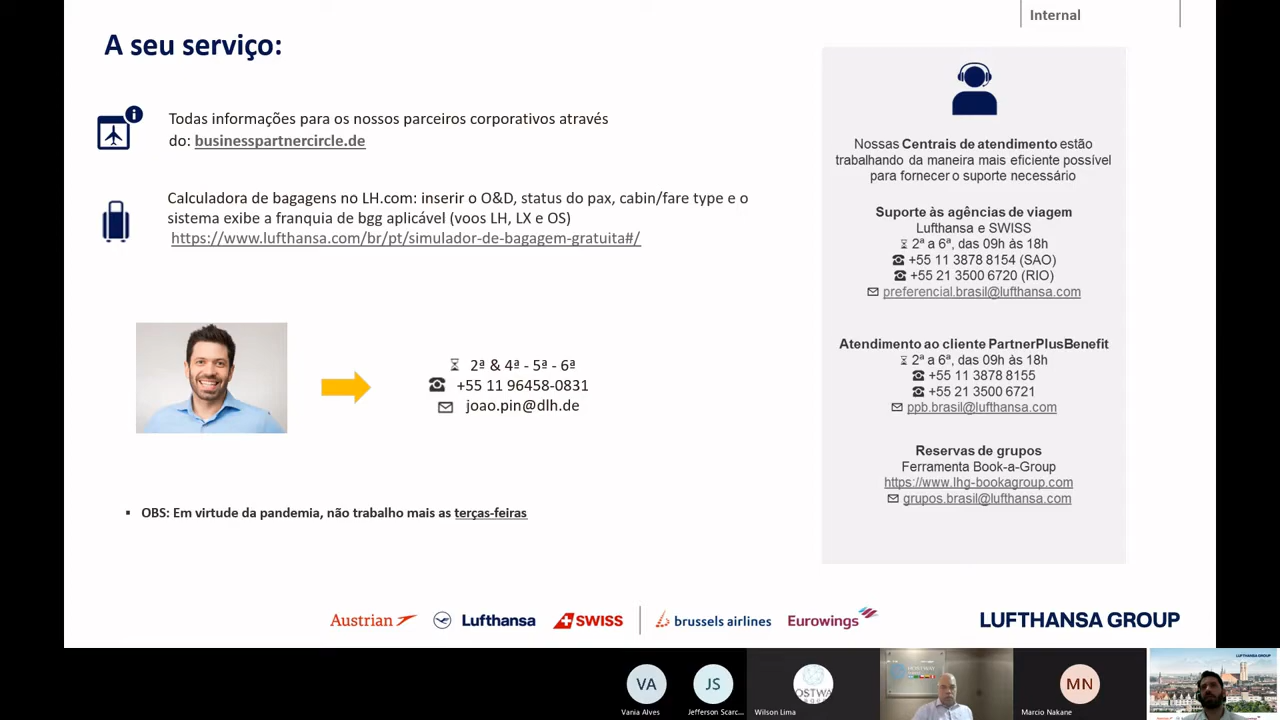 Internal
A seu serviço:
Todas informações para os nossos parceiros corporativos através
do: businesspartnercircle.de
Calculadora de bagagens no LH.com: inserir o O&D, status do pax, cabin/fare type e o
sistema exibe a franquia de bgg aplicável (voos LH, LX e OS)
https://www.lufthansa.com/br/pt/simulador-de-bagagem-gratuita#/
2ª & 4ª - 5ª - 6ª
+55 11 96458-0831
joao.pin@dlh.de
▪ OBS: Em virtude da pandemia, não trabalho mais as terças-feiras
Nossas Centrais de atendimento estão
trabalhando da maneira mais eficiente possível
para fornecer o suporte necessário
Suporte às agências de viagem
Lufthansa e SWISS
2ª a 6ª, das 09h às 18h
+55 11 3878 8154 (SAO)
+55 21 3500 6720 (RIO)
preferencial.brasil@lufthansa.com
Atendimento ao cliente PartnerPlusBenefit
2ª a 6ª, das 09h às 18h
+55 11 3878 8155
+55 21 3500 6721
ppb.brasil@lufthansa.com
Reservas de grupos
Ferramenta Book-a-Group
https://www.lhg-bookagroup.com
grupos.brasil@lufthansa.com
Austrian Lufthansa SWISS brussels airlines Eurowings LUFTHANSA GROUP
VA
Vania Alves
JS
Jefferson Scarc...
OSTWA
Wilson Lima
MN
Marcio Nakane
LUFTHANSA GROUP